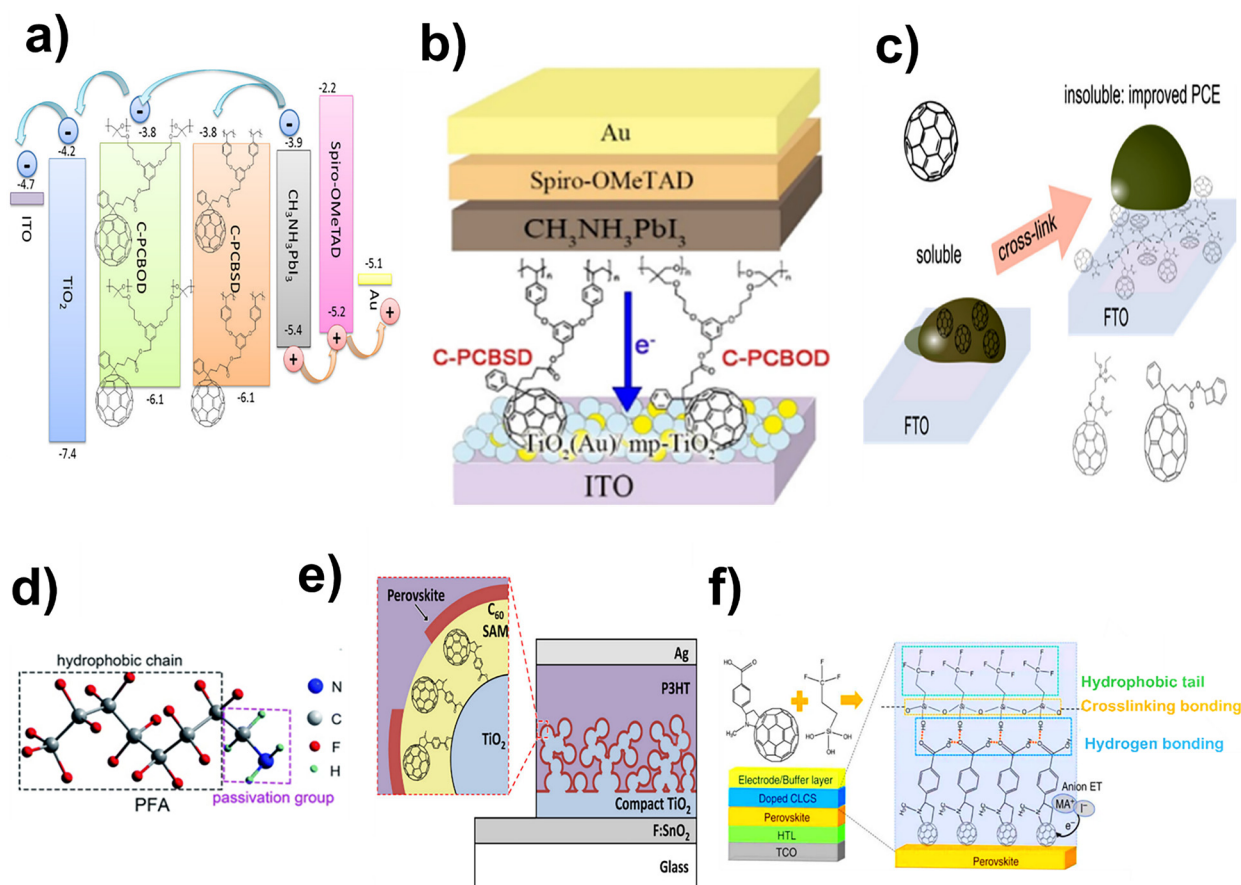 a)
-2.2
-3.8
-3.8
-3.9
-4.2
-4.7
ITO
TiO2
C-PCBOD
C-PCBSD
CH3NH3PbI3
Spiro-OMeTAD
-5.1
Au
-5.2
-5.4
-6.1
-6.1
-7.4
b)
Au
Spiro-OMeTAD
CH3NH3PbI3
C-PCBSD
e-
C-PCBOD
TiO2(Au)/ mp-TiO2
ITO
c)
insoluble: improved PCE
soluble
cross-link
FTO
FTO
d)
hydrophobic chain
PFA
passivation group
N
C
F
H
e)
Perovskite
C60
SAM
TiO2
Ag
P3HT
Compact TiO2
F:SnO2
Glass
f)
Electrode/Buffer layer
Doped CLCS
Perovskite
HTL
TCO
Hydrophobic tail
Crosslinking bonding
Hydrogen bonding
Anion ET
MA+
I-
e-
Perovskite